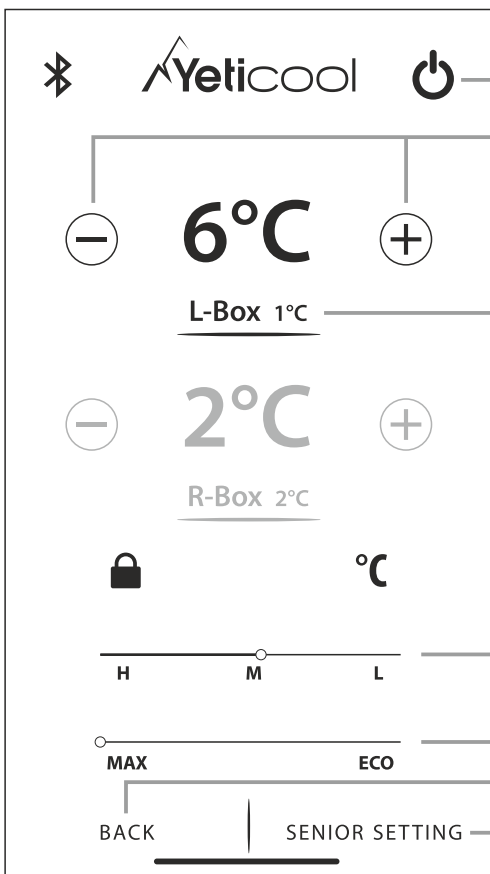 Yeticool
6°C
L-Box 1°C
2°C
R-Box 2°C
°C
H M L
MAX ECO
BACK SENIOR SETTING